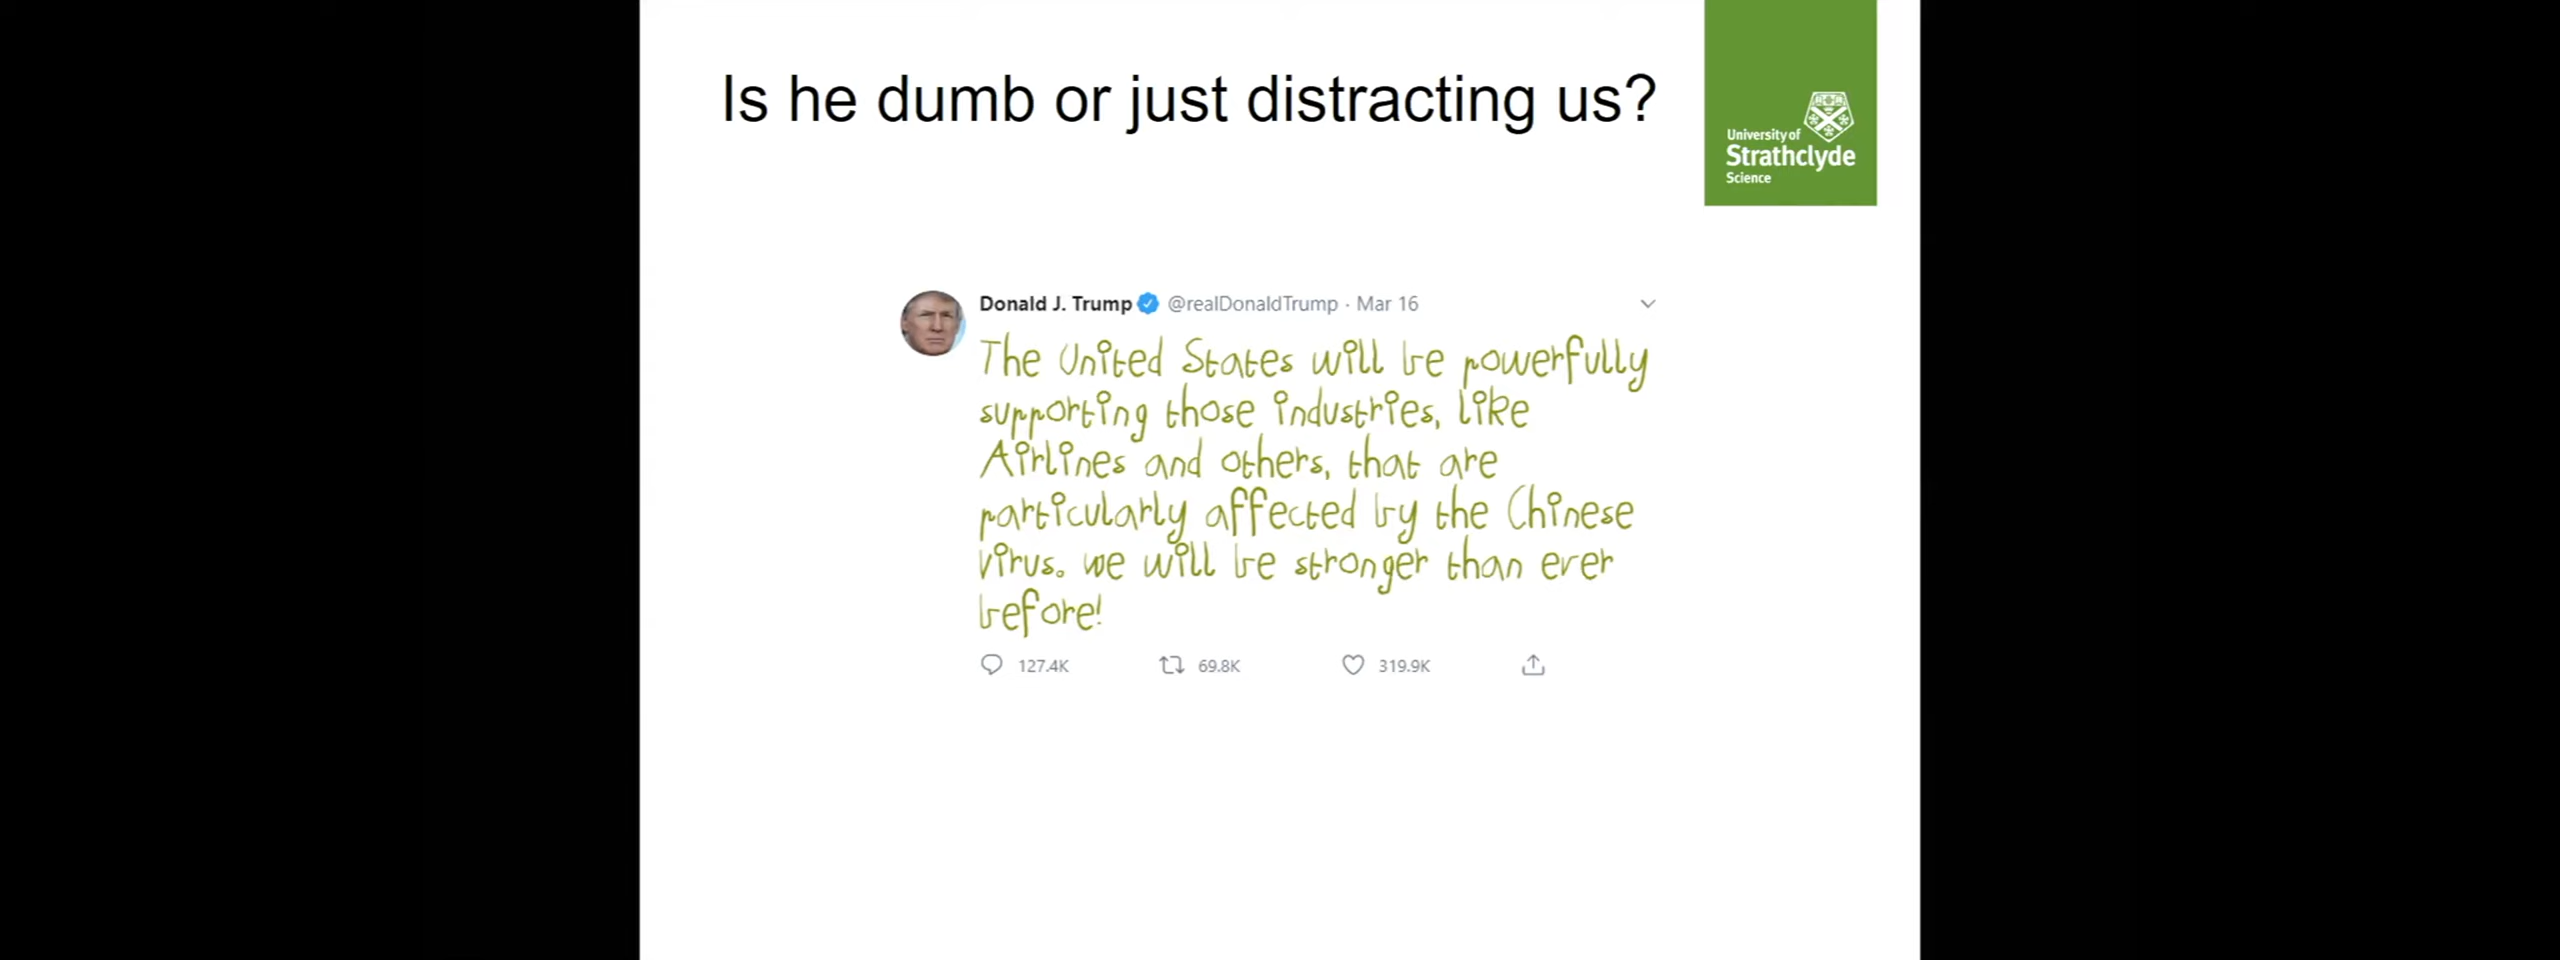 Is he dumb or just distracting us?
University of
Strathclyde
Science
Donald J. Trump @realDonaldTrump · Mar 16
The United States will be powerfully
supporting those industries, like
Airlines and others, that are
particularly affected by the Chinese
Virus. we will be stronger than ever
before!
127.4K 69.8K 319.9K